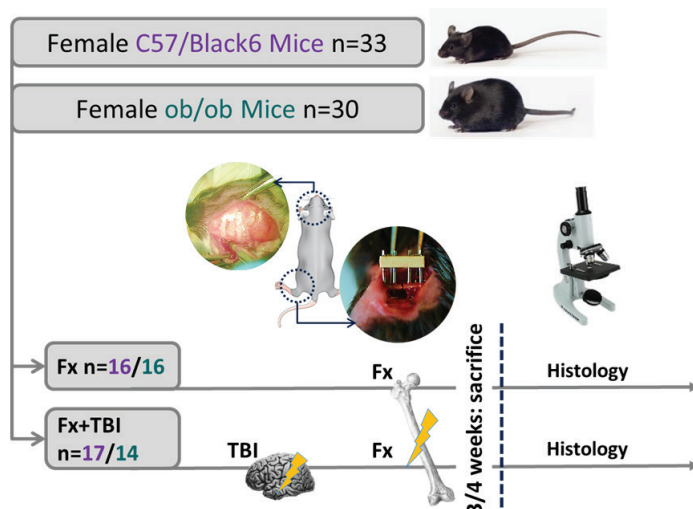 Female C57/Black6 Mice n=33
Female ob/ob Mice n=30
Fx n=16/16
Fx
Histology
Fx+TBI
n=17/14
TBI
Fx
Histology
3/4 weeks: sacrifice